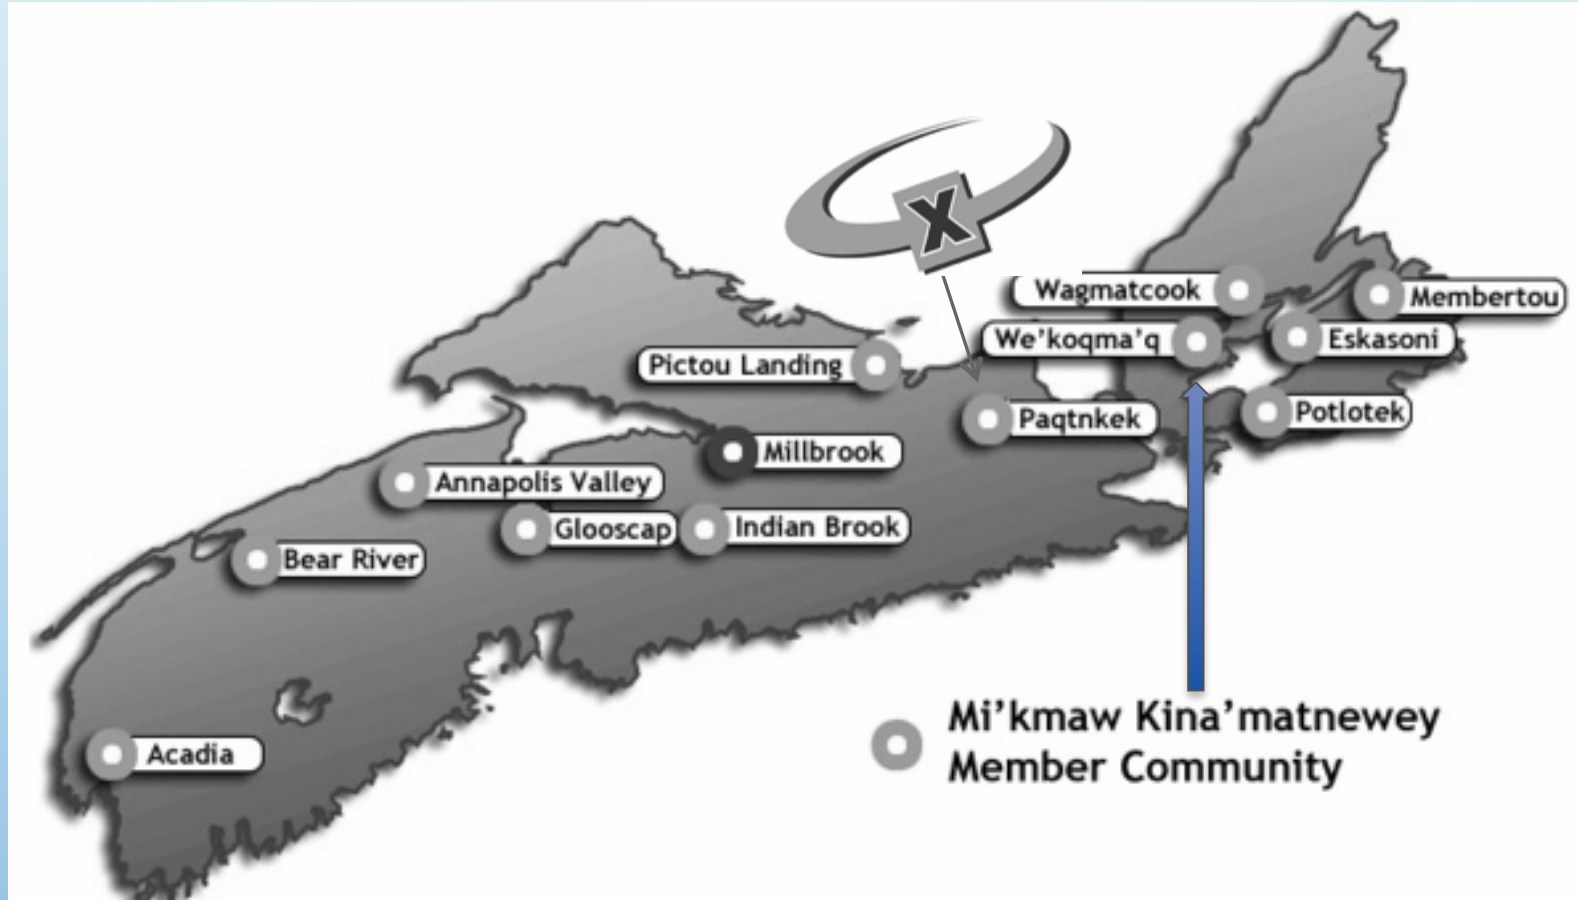 X
Wagmatcook
Membertou
We'koqma'q
Eskasoni
Pictou Landing
Paqtnkek
Potlotek
Millbrook
Annapolis Valley
Glooscap
Indian Brook
Bear River
Acadia
Mi'kmaw Kina'matnewey
Member Community